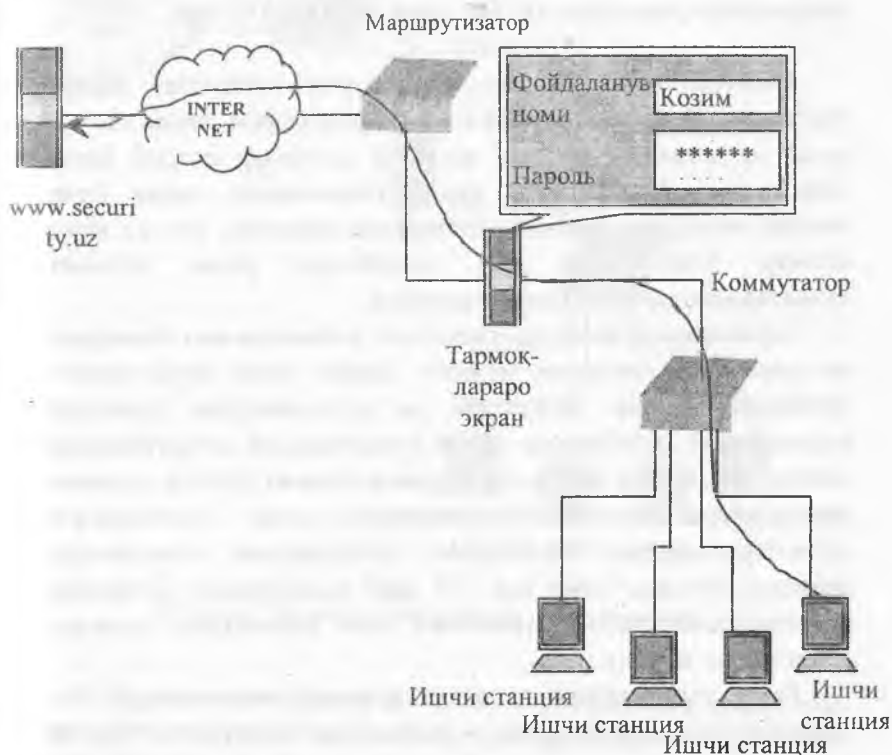 Маршрутизатор
INTER
NET
Фойдаланув
номи
Козим
Пароль
******
www.securi
ty.uz
Коммутатор
Тармоқ-
лараро
экран
Ишчи станция
Ишчи станция
Ишчи станция
Ишчи
станция